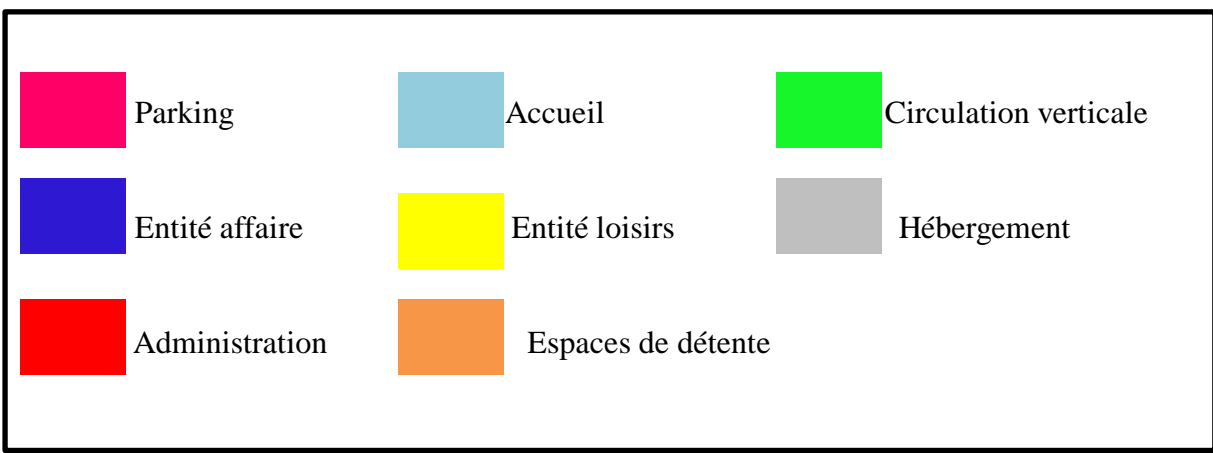 Parking
Accueil
Circulation verticale
Entité affaire
Entité loisirs
Hébergement
Administration
Espaces de détente